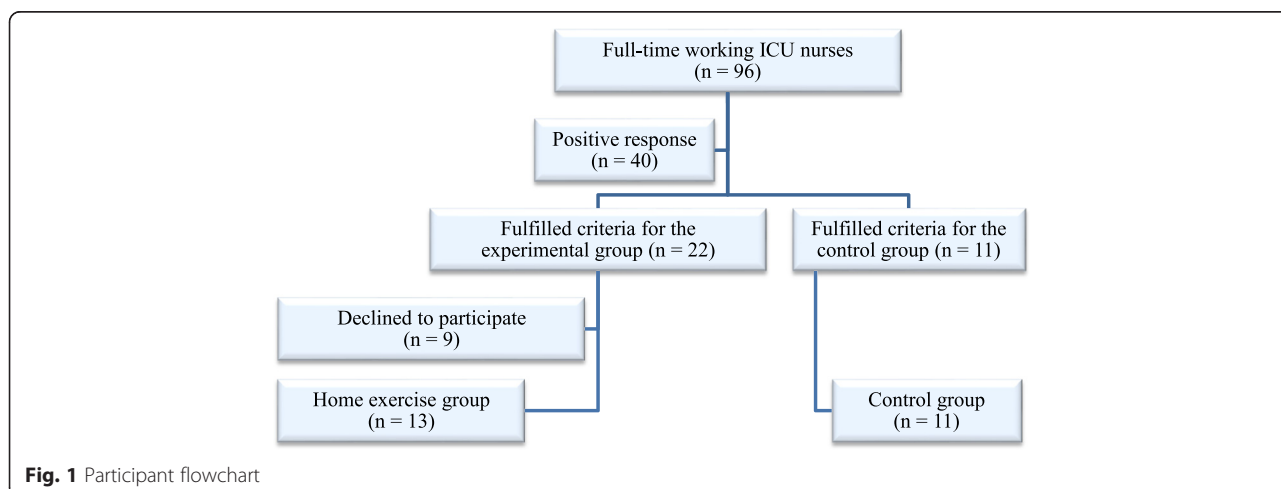 Full-time working ICU nurses
(n = 96)
Positive response
(n = 40)
Fulfilled criteria for the
experimental group (n = 22)
Fulfilled criteria for the
control group (n = 11)
Declined to participate
(n = 9)
Home exercise group
(n = 13)
Control group
(n = 11)
Fig. 1 Participant flowchart